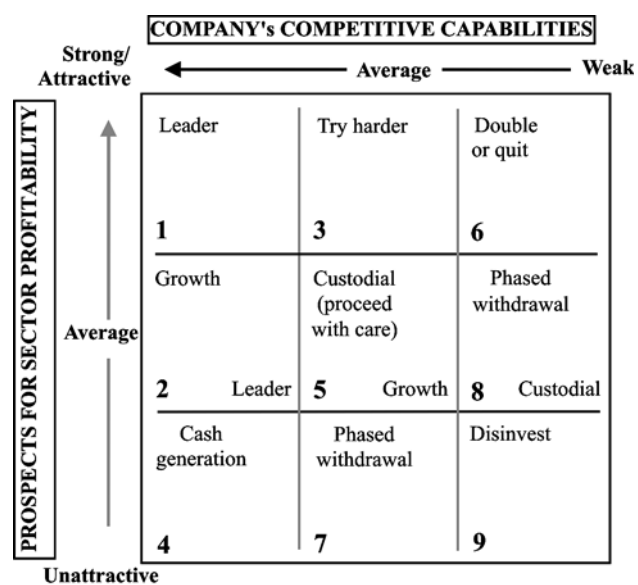 COMPANY's COMPETITIVE CAPABILITIES
Strong/
Attractive
Average
Weak
PROSPECTS FOR SECTOR PROFITABILITY
Leader
Try harder
Double
or quit
1
3
6
Average
Growth
Custodial
(proceed
with care)
Phased
withdrawal
2
Leader
5
Growth
8
Custodial
Cash
generation
Phased
withdrawal
Disinvest
4
7
9
Unattractive